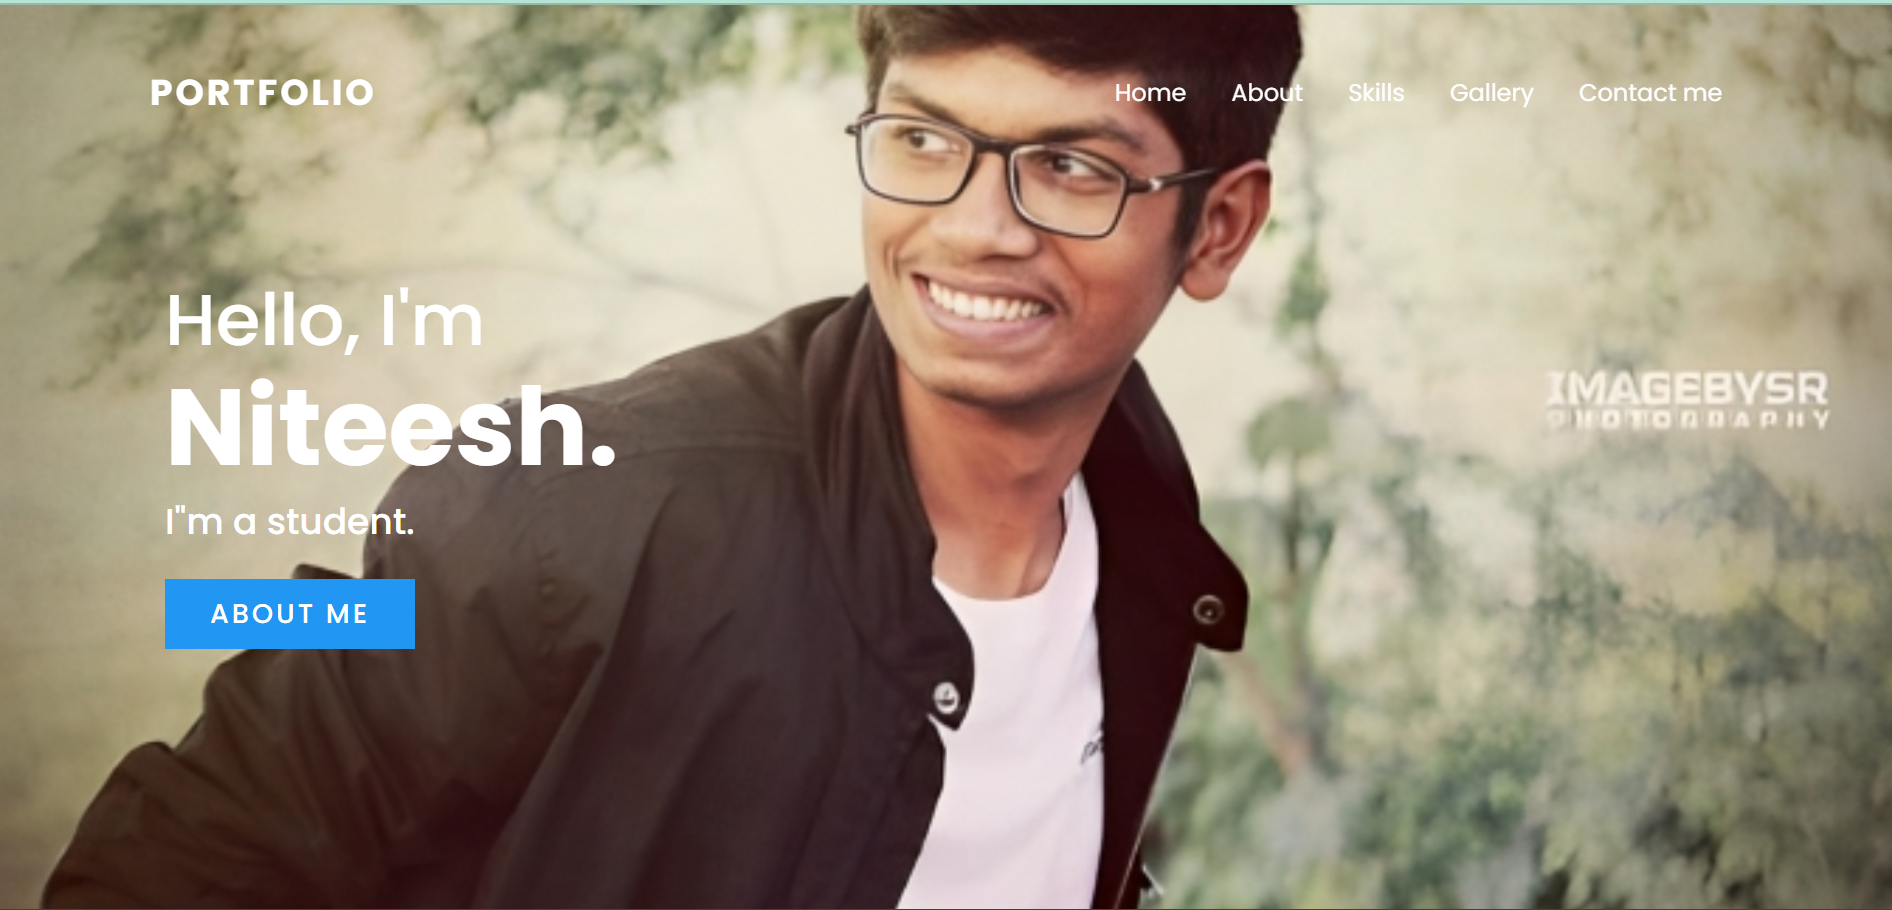 PORTFOLIO
Home About Skills Gallery Contact me
Hello, I'm
Niteesh.
I"m a student.
ABOUT ME
IMAGEBYSR
PHOTOGRAPHY